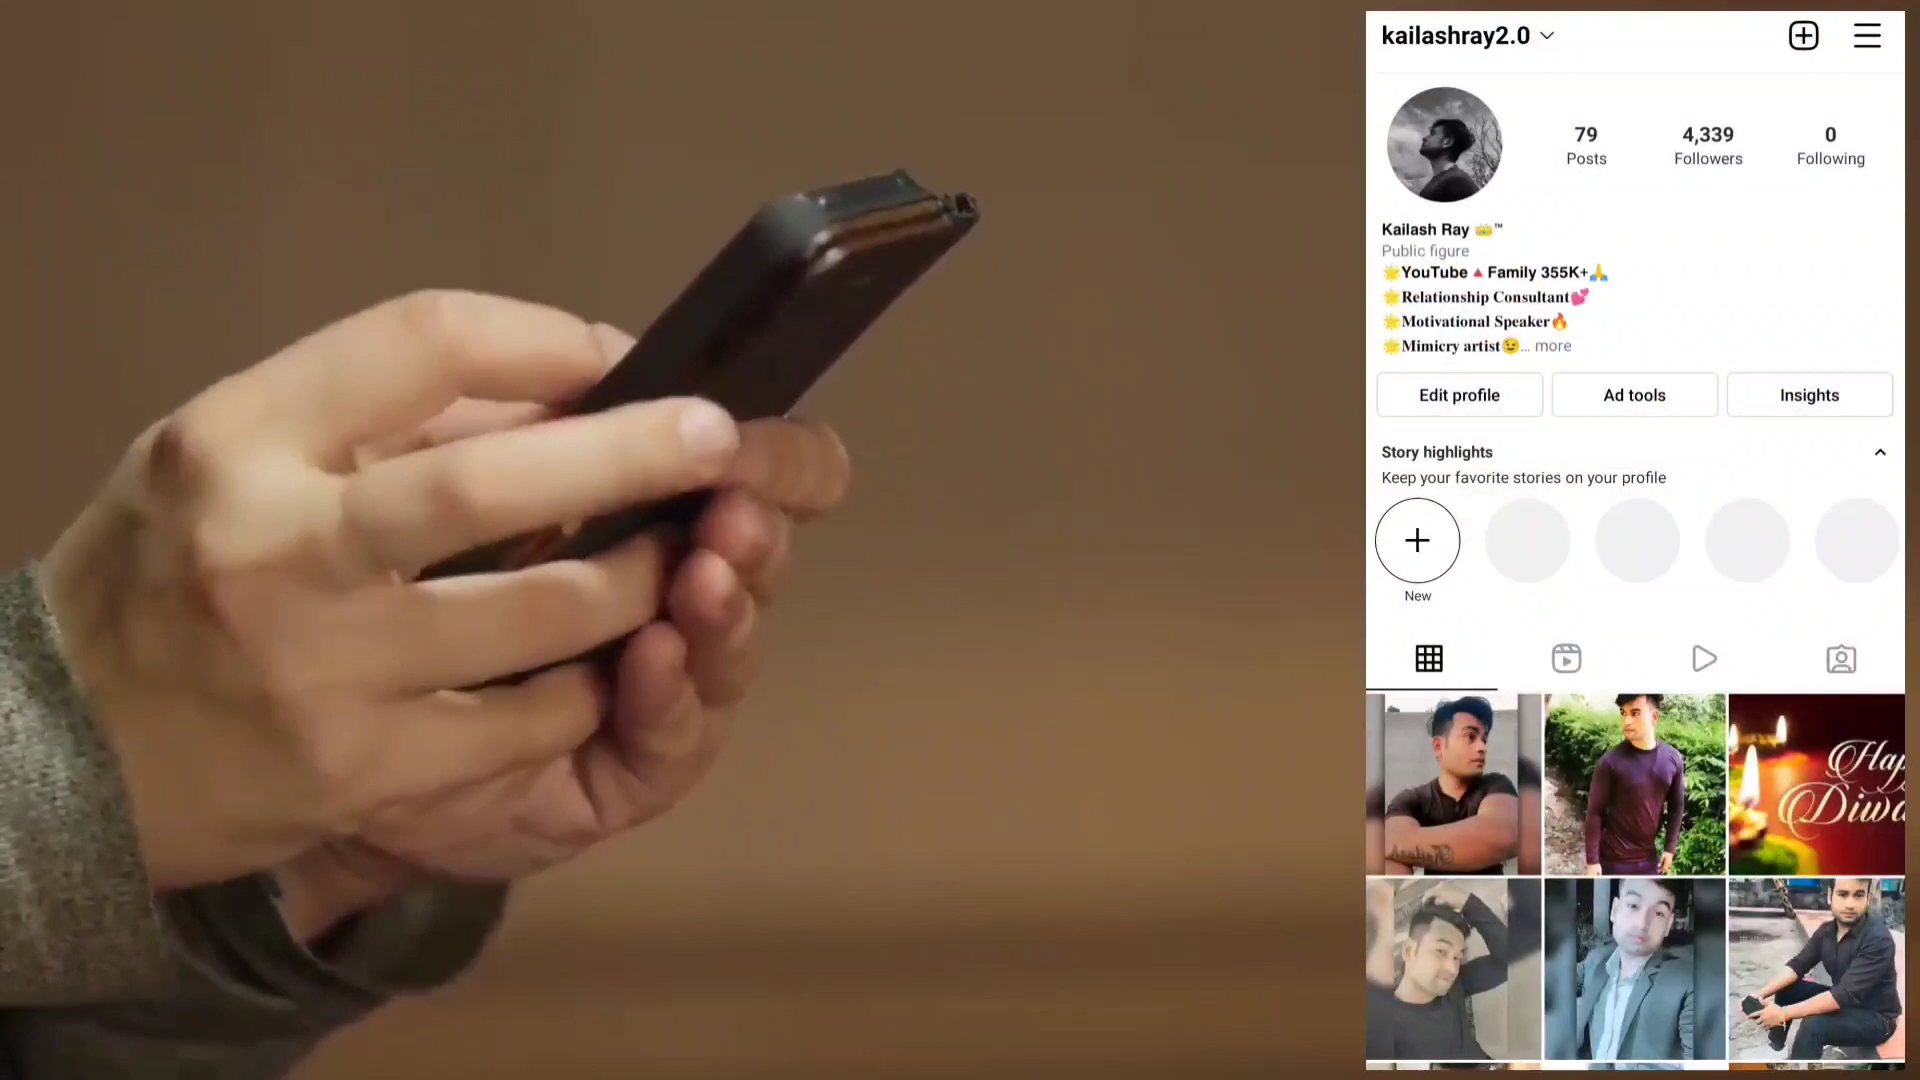 kailashray2.0
79
Posts
4,339
Followers
0
Following
Kailash Ray 👑™
Public figure
🌟YouTube🔺Family 355K+🙏
🌟Relationship Consultant💕
🌟Motivational Speaker🔥
🌟Mimicry artist😉... more
Edit profile
Ad tools
Insights
Story highlights
Keep your favorite stories on your profile
New
Hap
Diwa